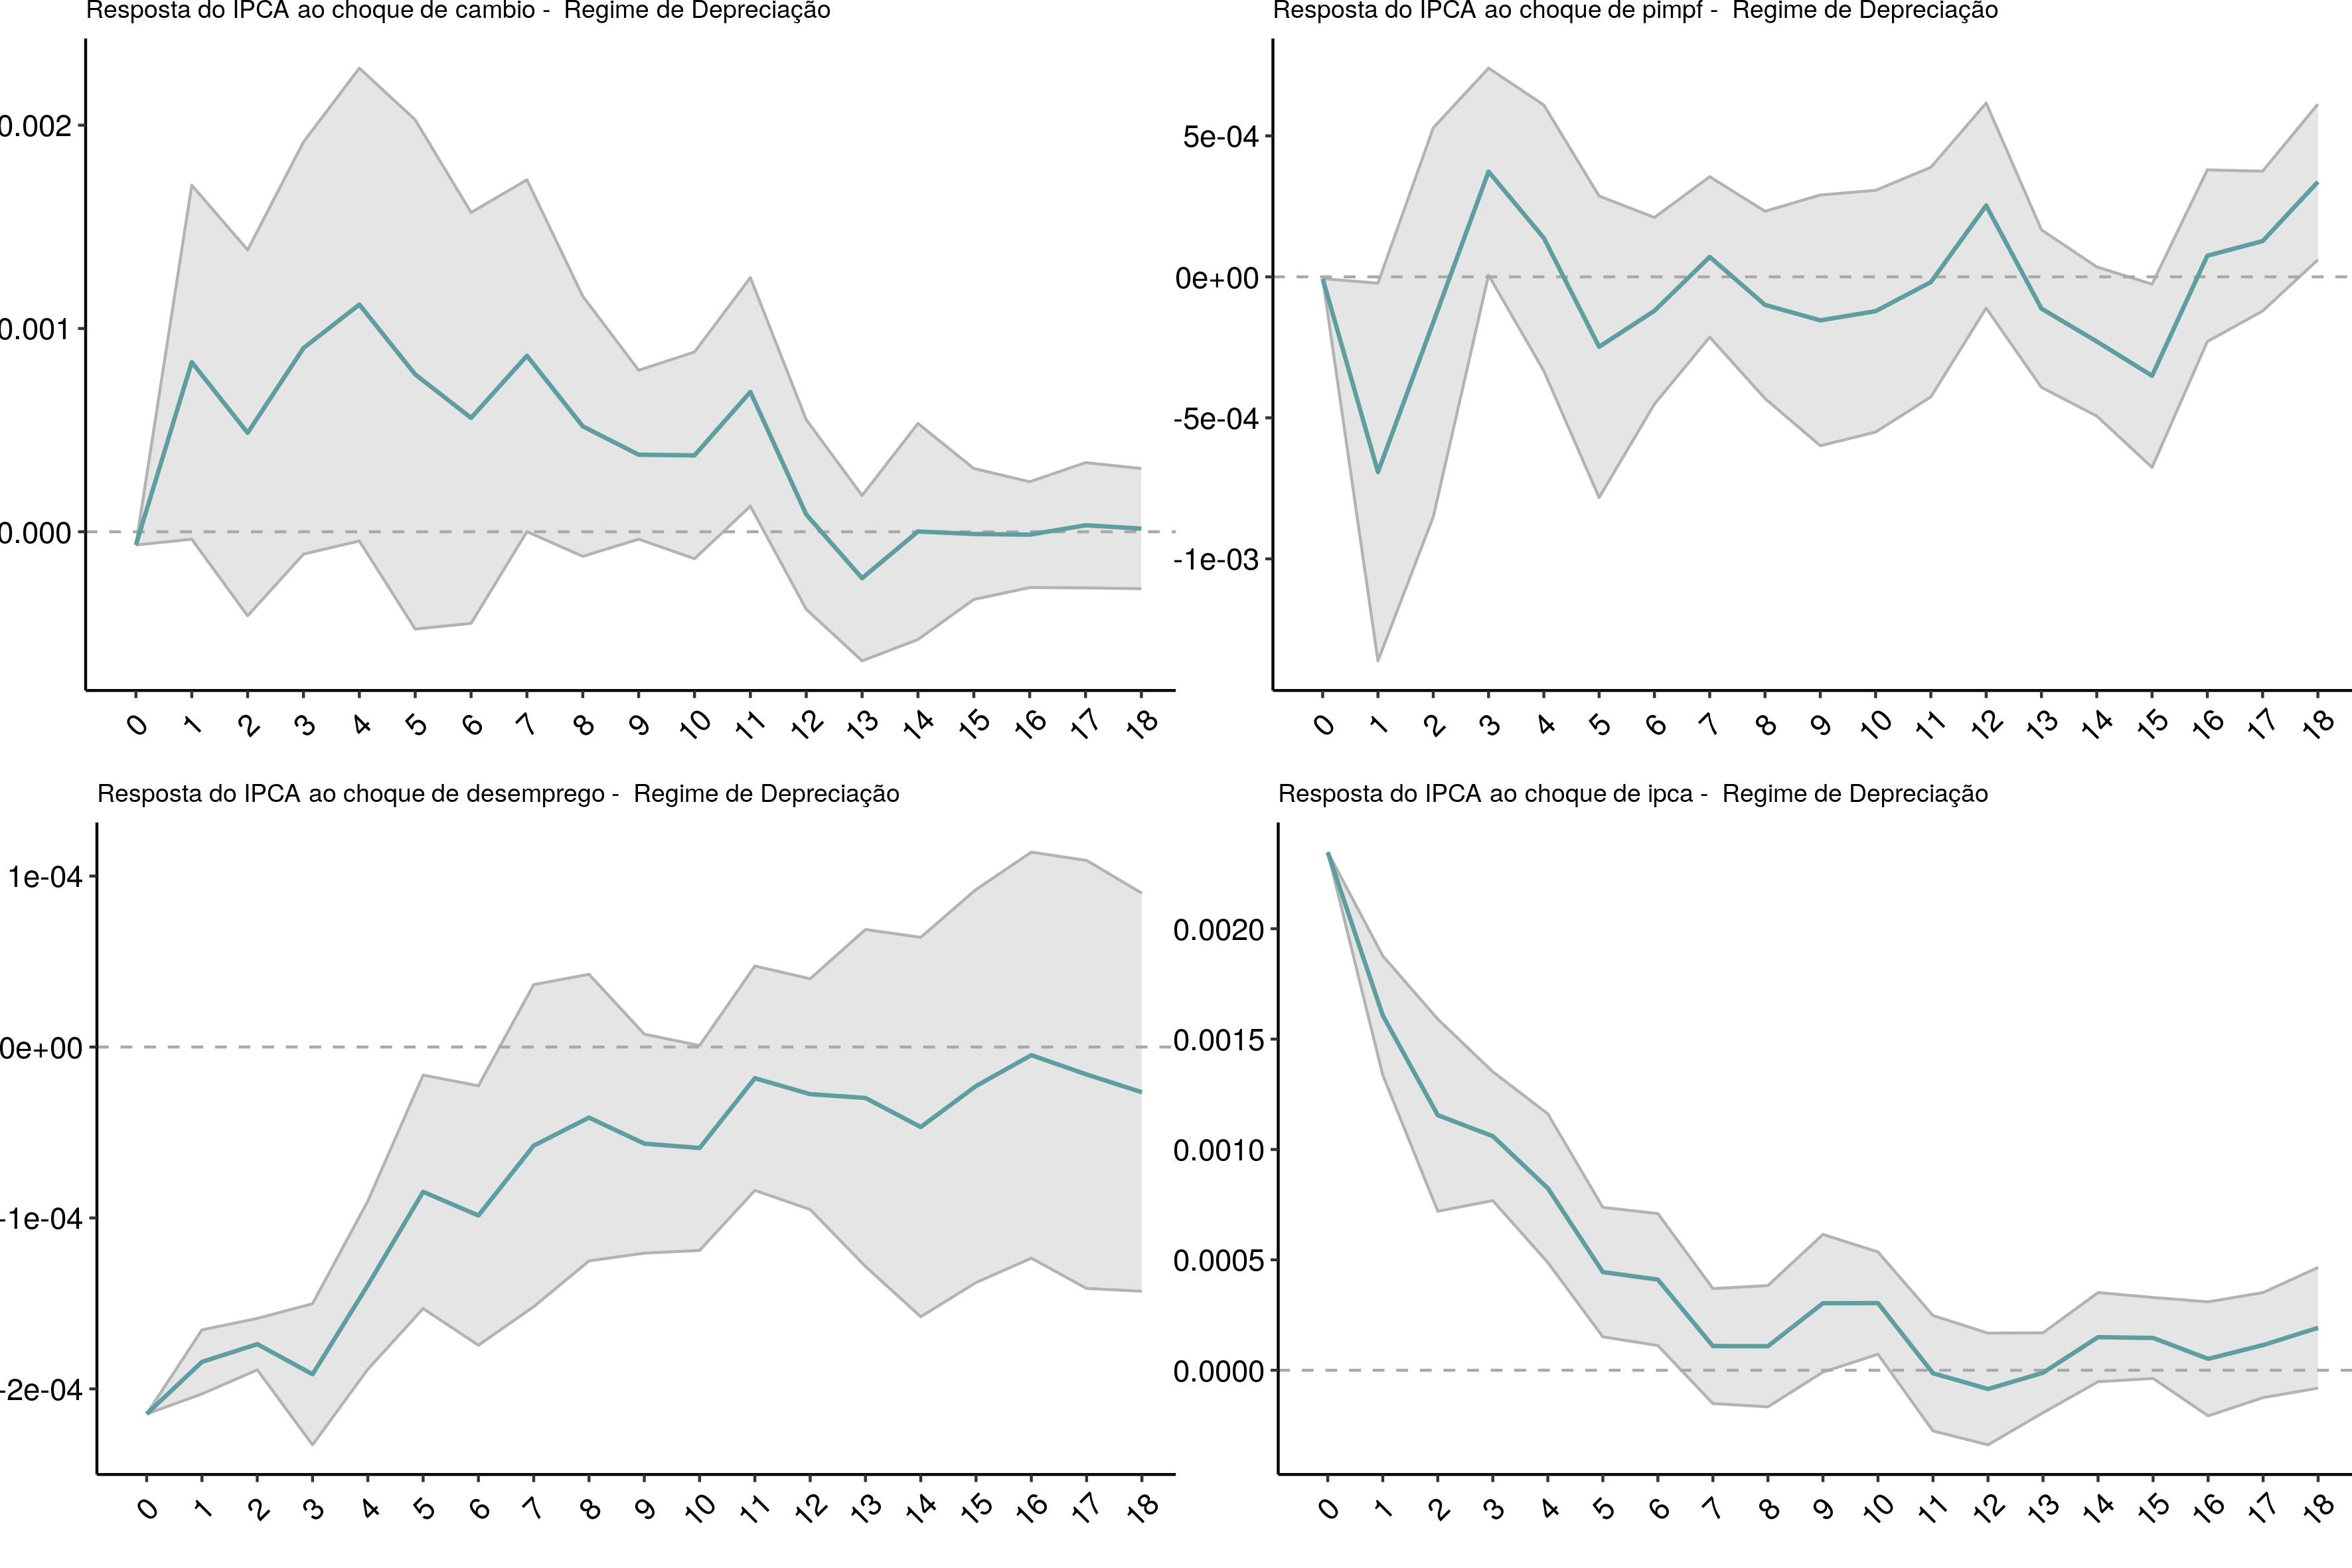 Resposta do IPCA ao choque de cambio -  Regime de Depreciação
0.002
0.001
0.000
0 1 2 3 4 5 6 7 8 9 10 11 12 13 14 15 16 17 18
Resposta do IPCA ao choque de pimpf -  Regime de Depreciação
5e-04
0e+00
-5e-04
-1e-03
0 1 2 3 4 5 6 7 8 9 10 11 12 13 14 15 16 17 18
Resposta do IPCA ao choque de desemprego -  Regime de Depreciação
1e-04
0e+00
-1e-04
-2e-04
0 1 2 3 4 5 6 7 8 9 10 11 12 13 14 15 16 17 18
Resposta do IPCA ao choque de ipca -  Regime de Depreciação
0.0020
0.0015
0.0010
0.0005
0.0000
0 1 2 3 4 5 6 7 8 9 10 11 12 13 14 15 16 17 18